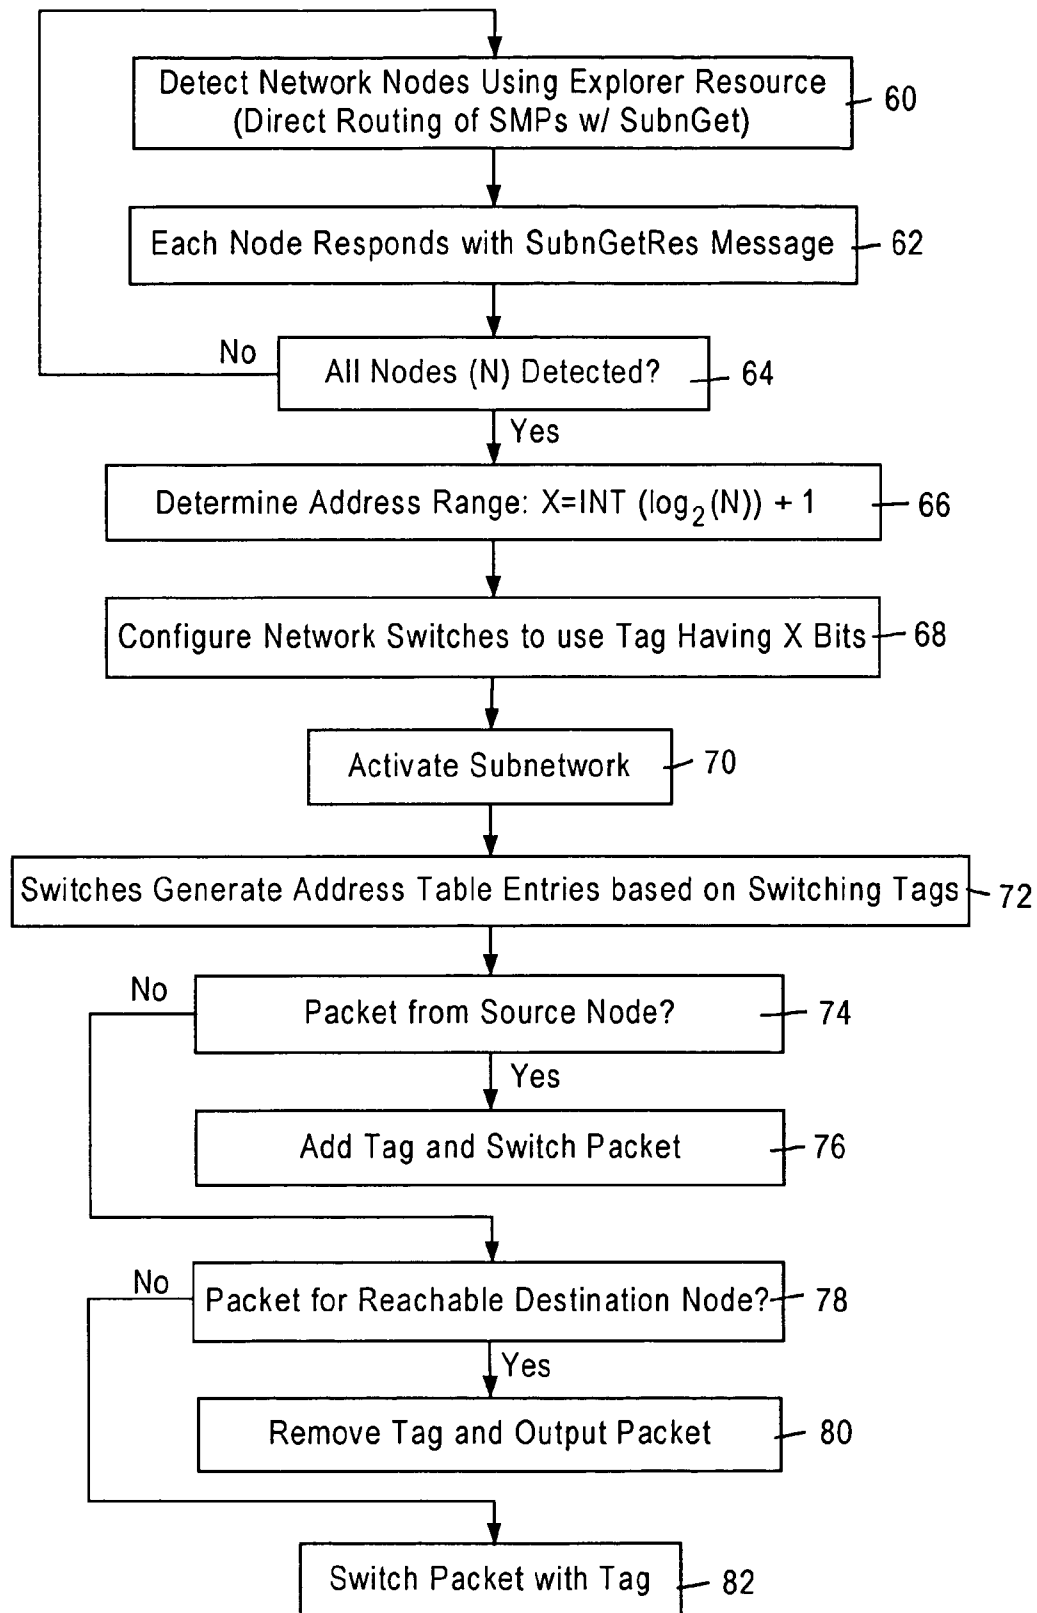 Detect Network Nodes Using Explorer Resource
(Direct Routing of SMPs w/ SubnGet)
60
Each Node Responds with SubnGetRes Message
62
No
All Nodes (N) Detected?
64
Yes
Determine Address Range: X=INT (log2(N)) + 1
66
Configure Network Switches to use Tag Having X Bits
68
Activate Subnetwork
70
Switches Generate Address Table Entries based on Switching Tags
72
No
Packet from Source Node?
74
Yes
Add Tag and Switch Packet
76
No
Packet for Reachable Destination Node?
78
Yes
Remove Tag and Output Packet
80
Switch Packet with Tag
82